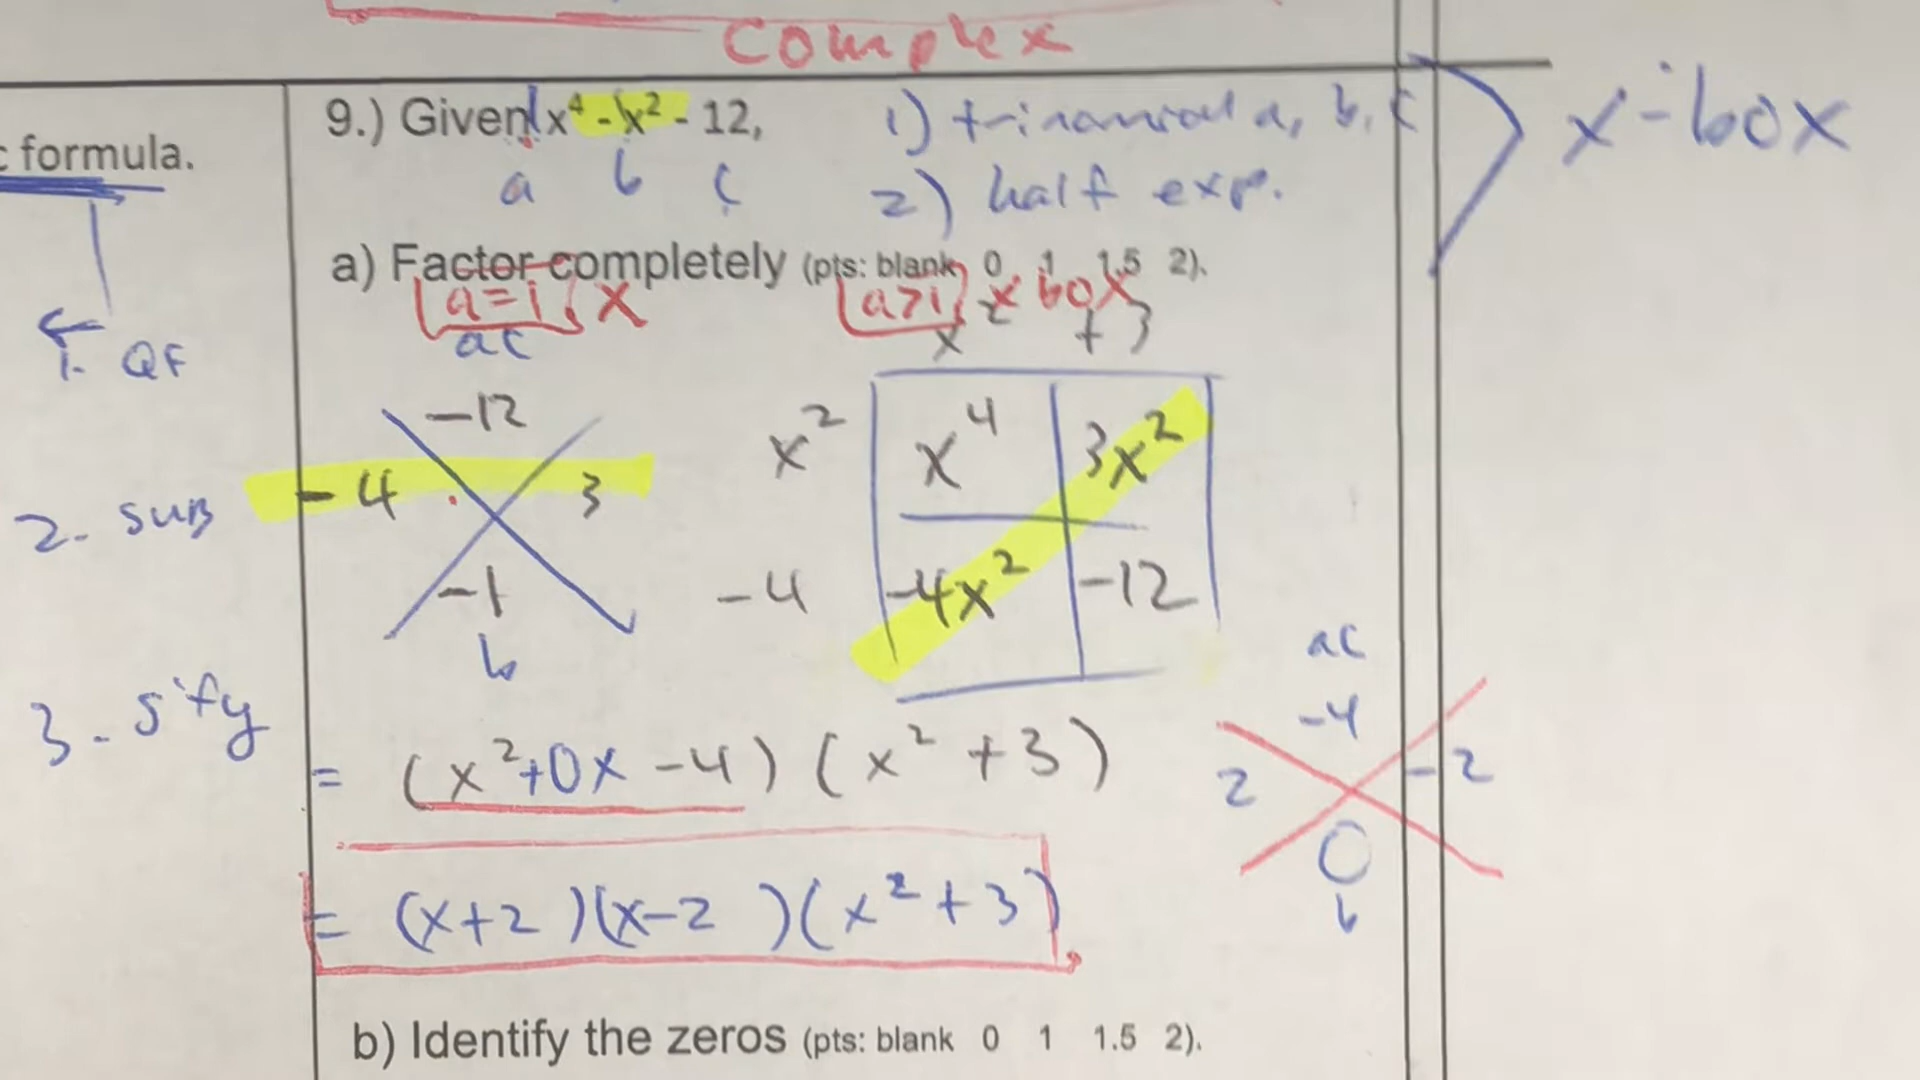 complex
c formula.
1. QF
2. sub
3. sify
9.) Given 1x⁴ - 1x² - 12,
a b c
1) trinomial a, b, c
2) half exp.
x-box
a) Factor completely (pts: blank 0 1 1.5 2).
a=1, x
a>1, x box
ac
-12
-4 3
-1
b
x² +3
x² x⁴ 3x²
-4 -4x² -12
= (x²+0x -4) (x² +3)
ac
-4
2 -2
0
b
= (x+2)(x-2)(x²+3)
b) Identify the zeros (pts: blank 0 1 1.5 2).